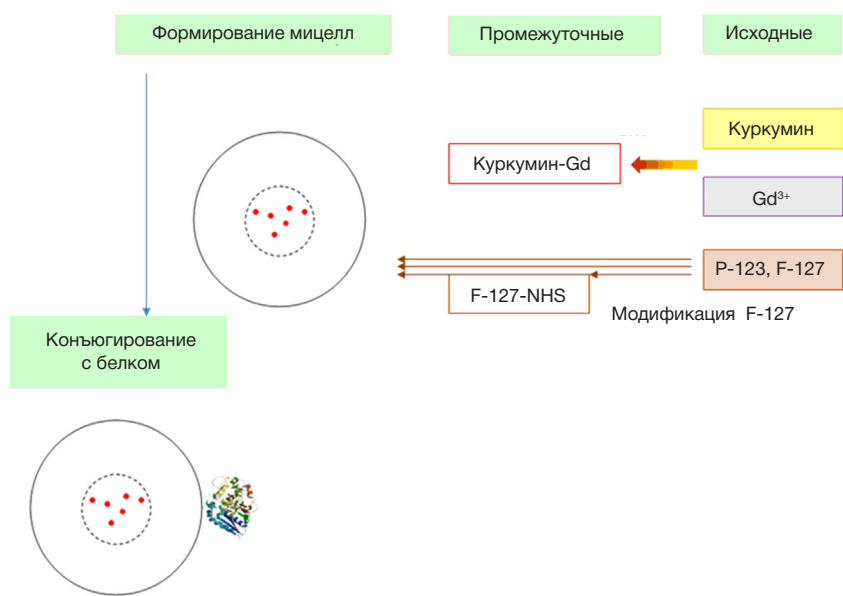 Формирование мицелл
Промежуточные
Исходные
Куркумин
Куркумин-Gd
Gd³⁺
P-123, F-127
F-127-NHS
Модификация F-127
Конъюгирование
с белком